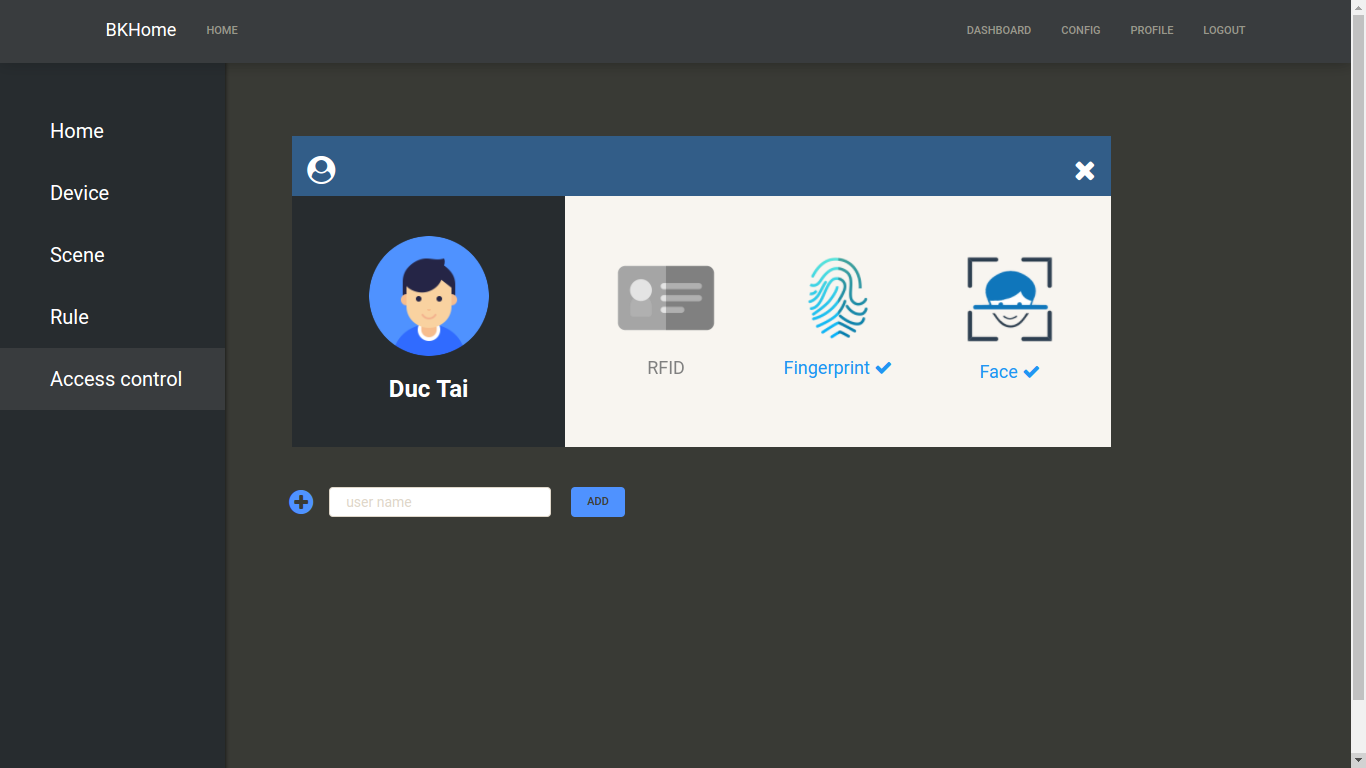 BKHome HOME DASHBOARD CONFIG PROFILE LOGOUT
Home
Device
Scene
Rule
Access control
Duc Tai
RFID
Fingerprint
Face
user name
ADD